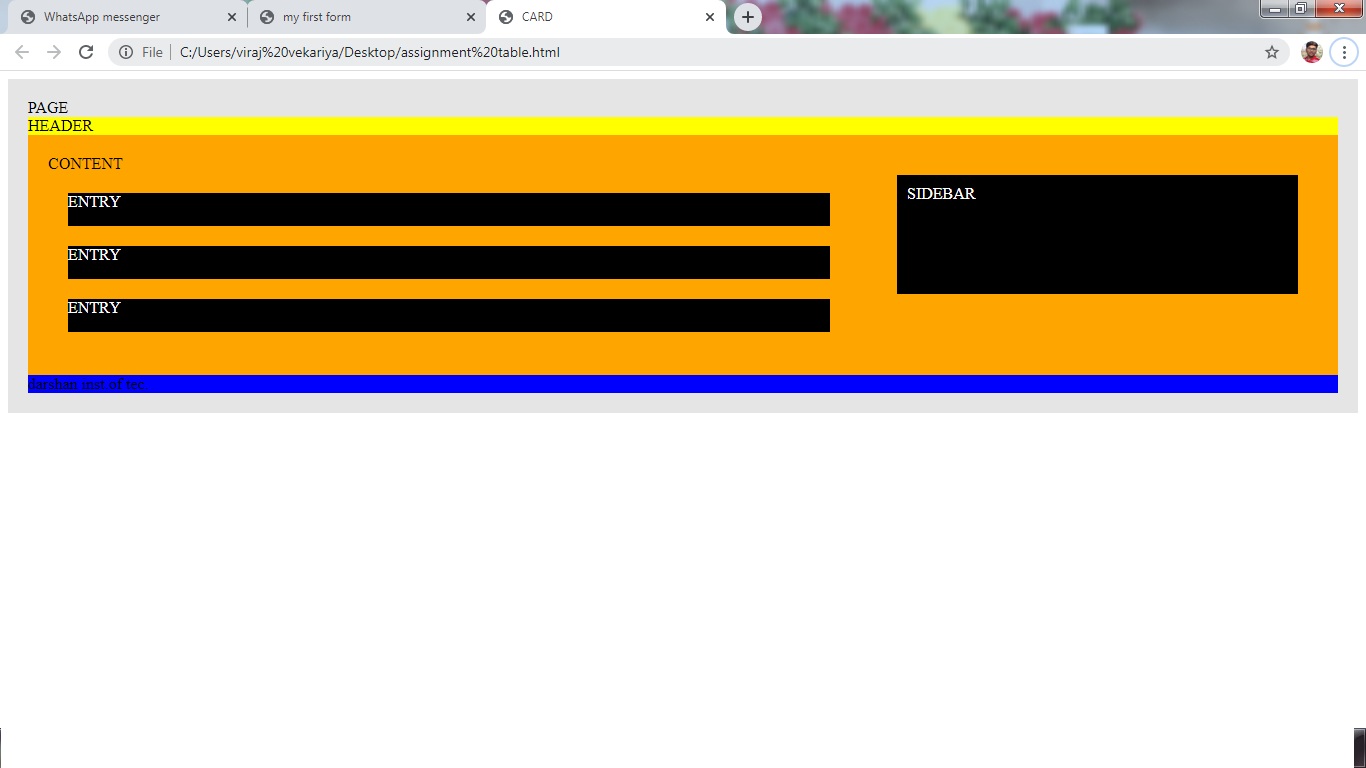 WhatsApp messenger
my first form
CARD
File
C:/Users/viraj%20vekariya/Desktop/assignment%20table.html
PAGE
HEADER
CONTENT
ENTRY
ENTRY
ENTRY
SIDEBAR
darshan inst of tec